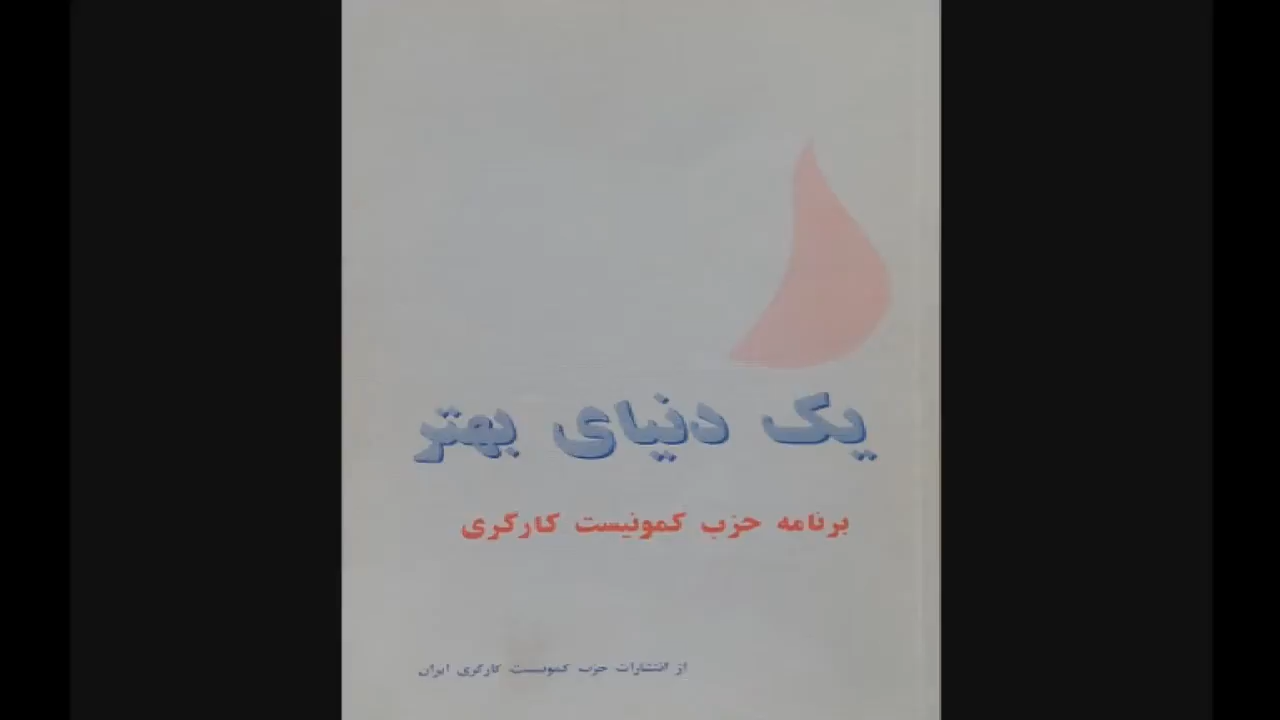 یک دنیای بهتر
برنامه حزب کمونیست کارگری
از انتشارات حزب کمونیست کارگری ایران